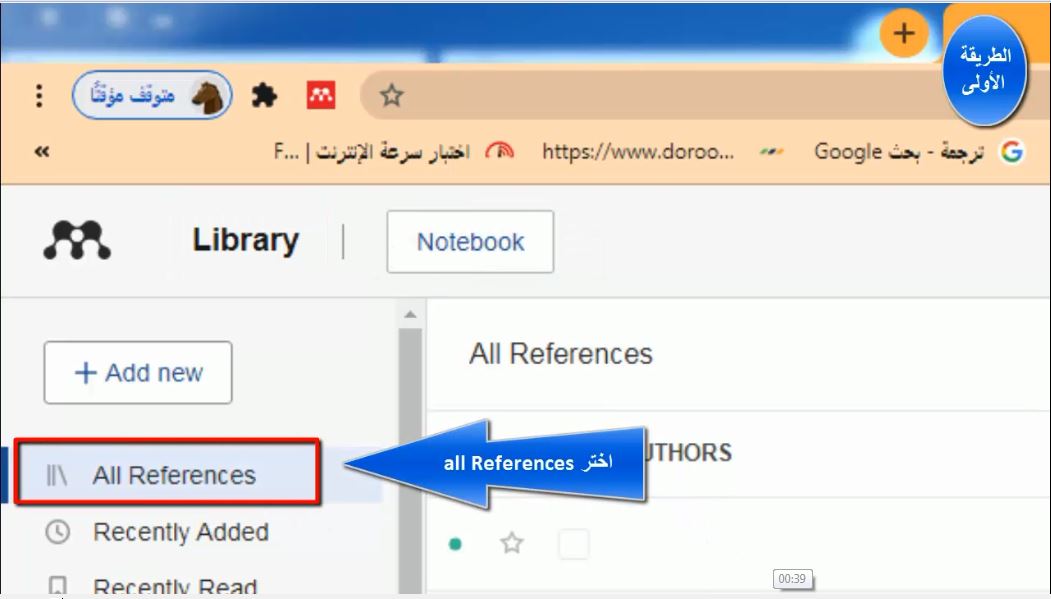 الطريقة
الأولى
متوقف مؤقتًا
ترجمة - بحث Google
https://www.doroo...
اختبار سرعة الإنترنت | F...
Library
Notebook
Add new
All References
All References
اختر all References
UTHORS
Recently Added
Recently Read
00:39